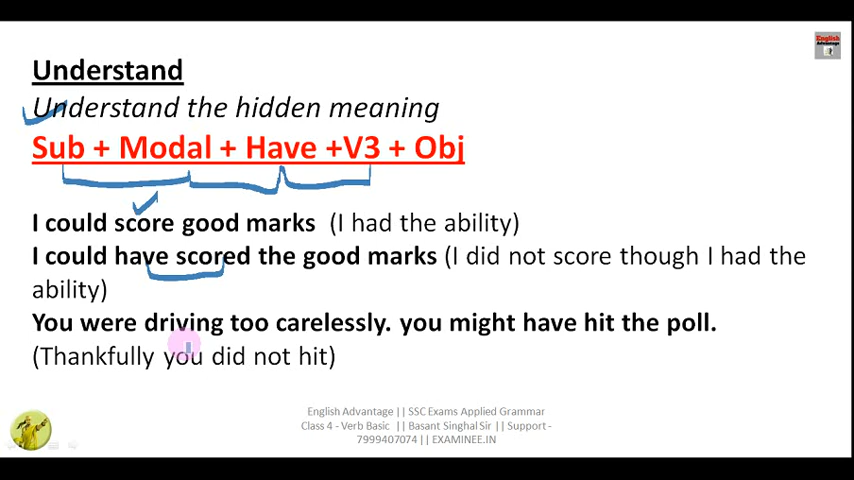 English
Advantage
Understand
Understand the hidden meaning
Sub + Modal + Have +V3 + Obj
I could score good marks (I had the ability)
I could have scored the good marks (I did not score though I had the
ability)
You were driving too carelessly. you might have hit the poll.
(Thankfully you did not hit)
English Advantage || SSC Exams Applied Grammar
Class 4 - Verb Basic || Basant Singhal Sir || Support -
7999407074 || EXAMINEE.IN